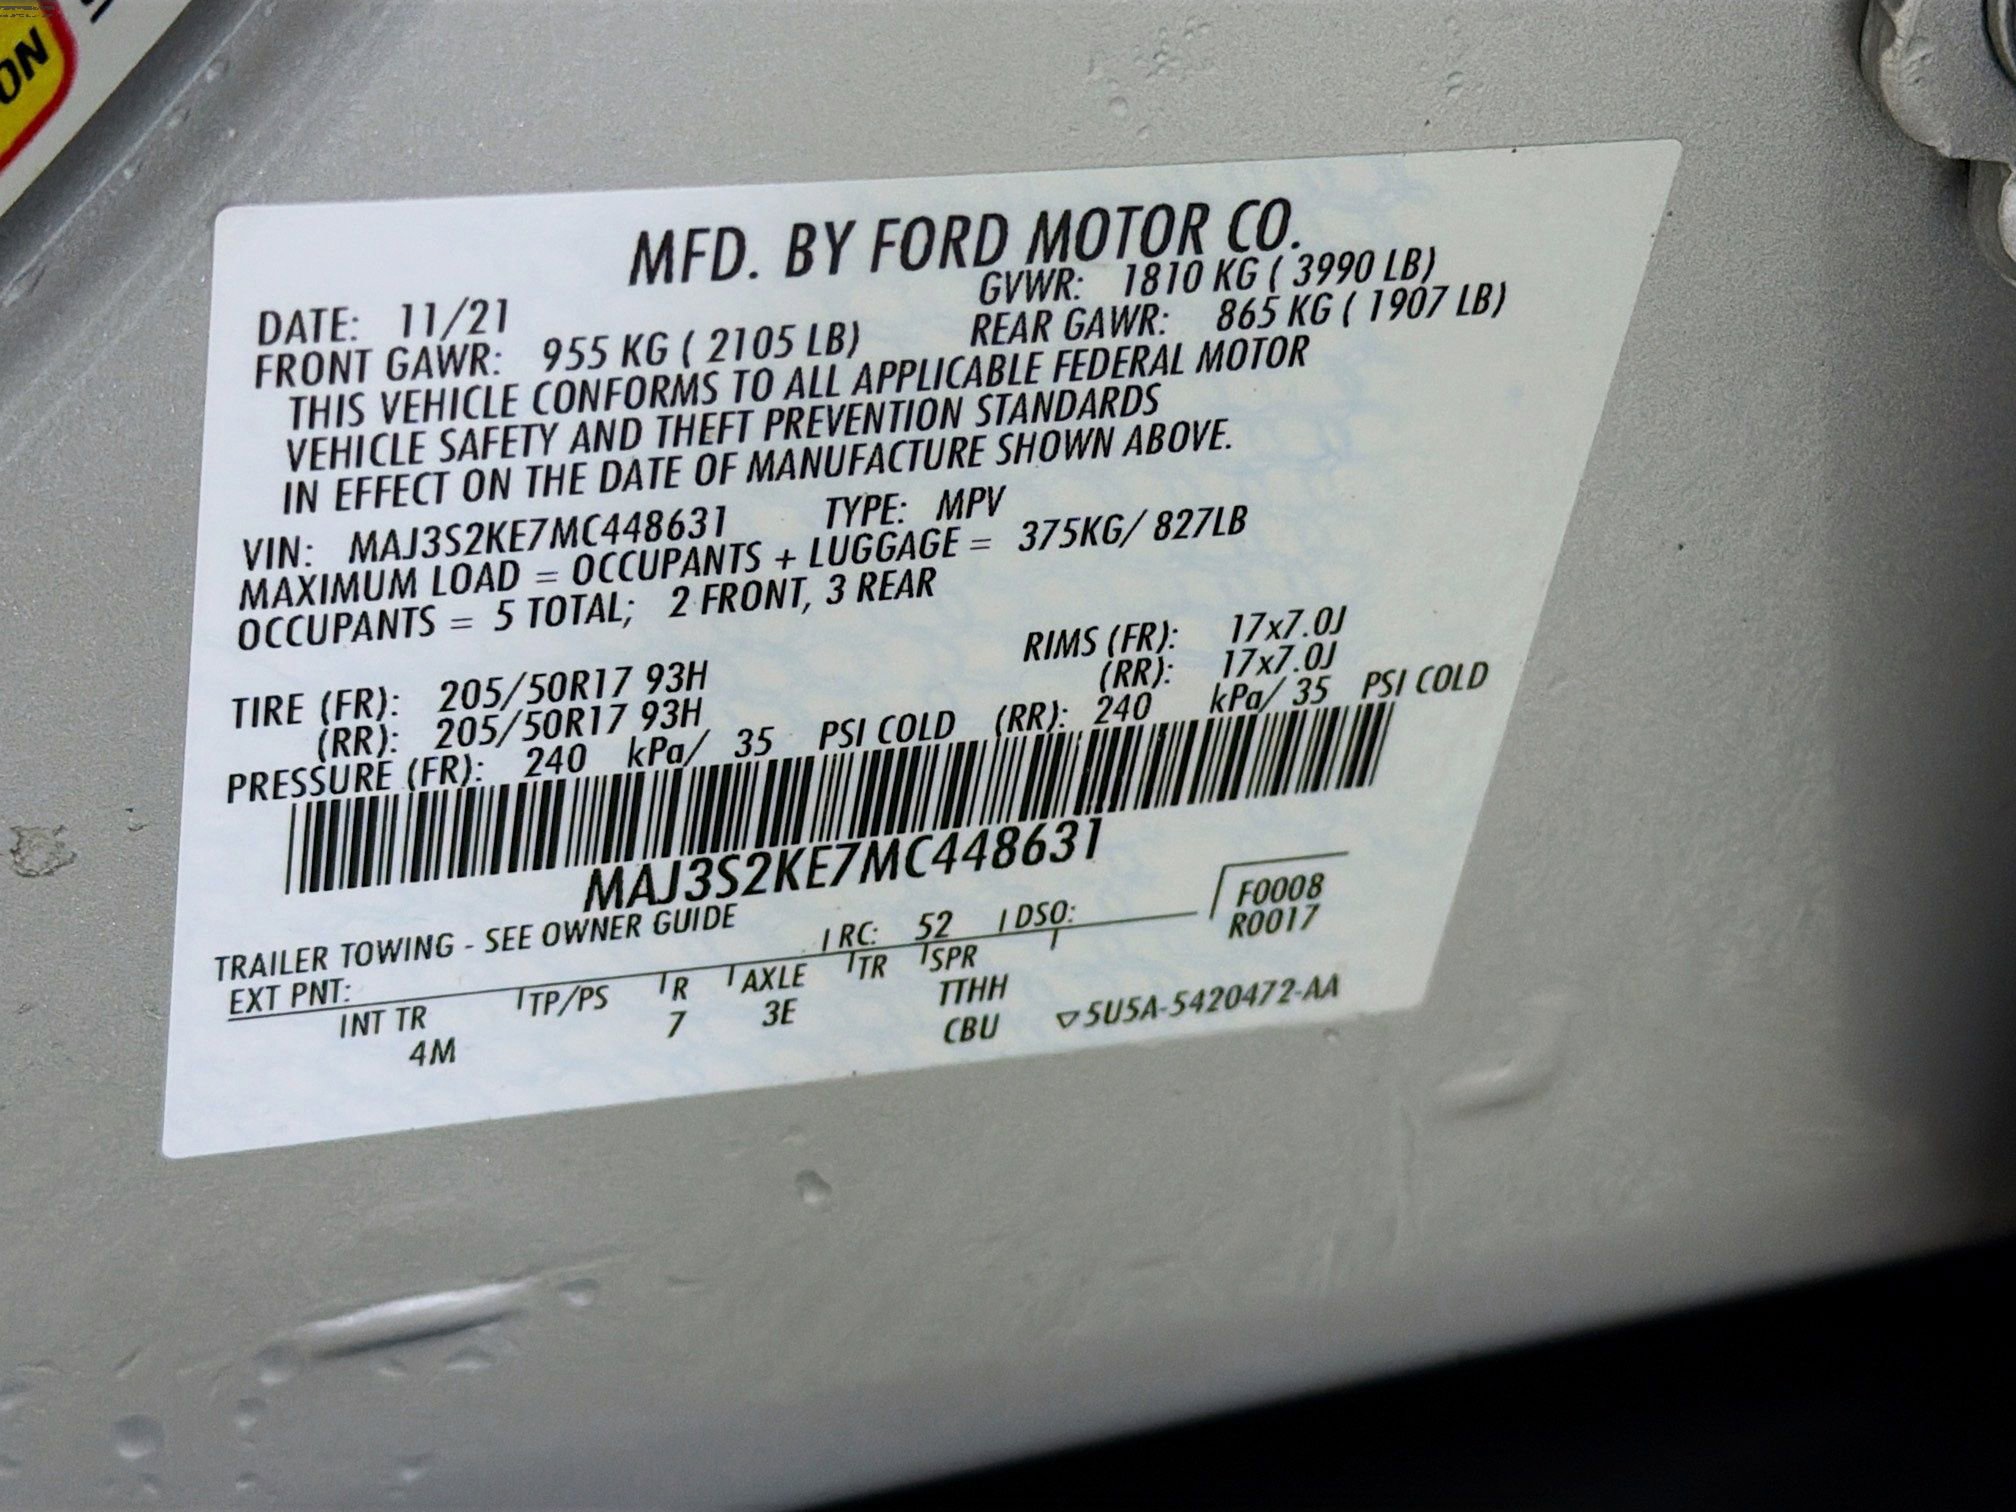 ON
MFD. BY FORD MOTOR CO.
DATE: 11/21 GVWR: 1810 KG ( 3990 LB)
FRONT GAWR: 955 KG ( 2105 LB) REAR GAWR: 865 KG ( 1907 LB)
THIS VEHICLE CONFORMS TO ALL APPLICABLE FEDERAL MOTOR
VEHICLE SAFETY AND THEFT PREVENTION STANDARDS
IN EFFECT ON THE DATE OF MANUFACTURE SHOWN ABOVE.
VIN: MAJ3S2KE7MC448631 TYPE: MPV
MAXIMUM LOAD = OCCUPANTS + LUGGAGE = 375KG/ 827LB
OCCUPANTS = 5 TOTAL; 2 FRONT, 3 REAR
TIRE (FR): 205/50R17 93H RIMS (FR): 17x7.0J
(RR): 205/50R17 93H (RR): 17x7.0J
PRESSURE (FR): 240 kPa/ 35 PSI COLD (RR): 240 kPa/ 35 PSI COLD
MAJ3S2KE7MC448631
TRAILER TOWING - SEE OWNER GUIDE
EXT PNT: RC: 52 DSO: F0008
R0017
INT TR TP/PS R AXLE TR SPR
4M 7 3E TTHH
CBU ▽5U5A-5420472-AA